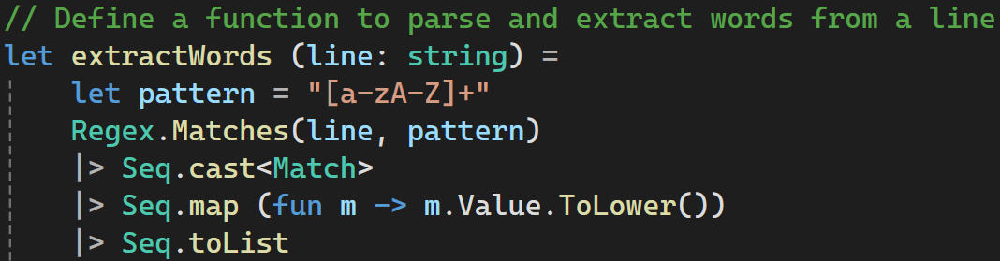 // Define a function to parse and extract words from a line
let extractWords (line: string) =
    let pattern = "[a-zA-Z]+"
    Regex.Matches(line, pattern)
    |> Seq.cast<Match>
    |> Seq.map (fun m -> m.Value.ToLower())
    |> Seq.toList